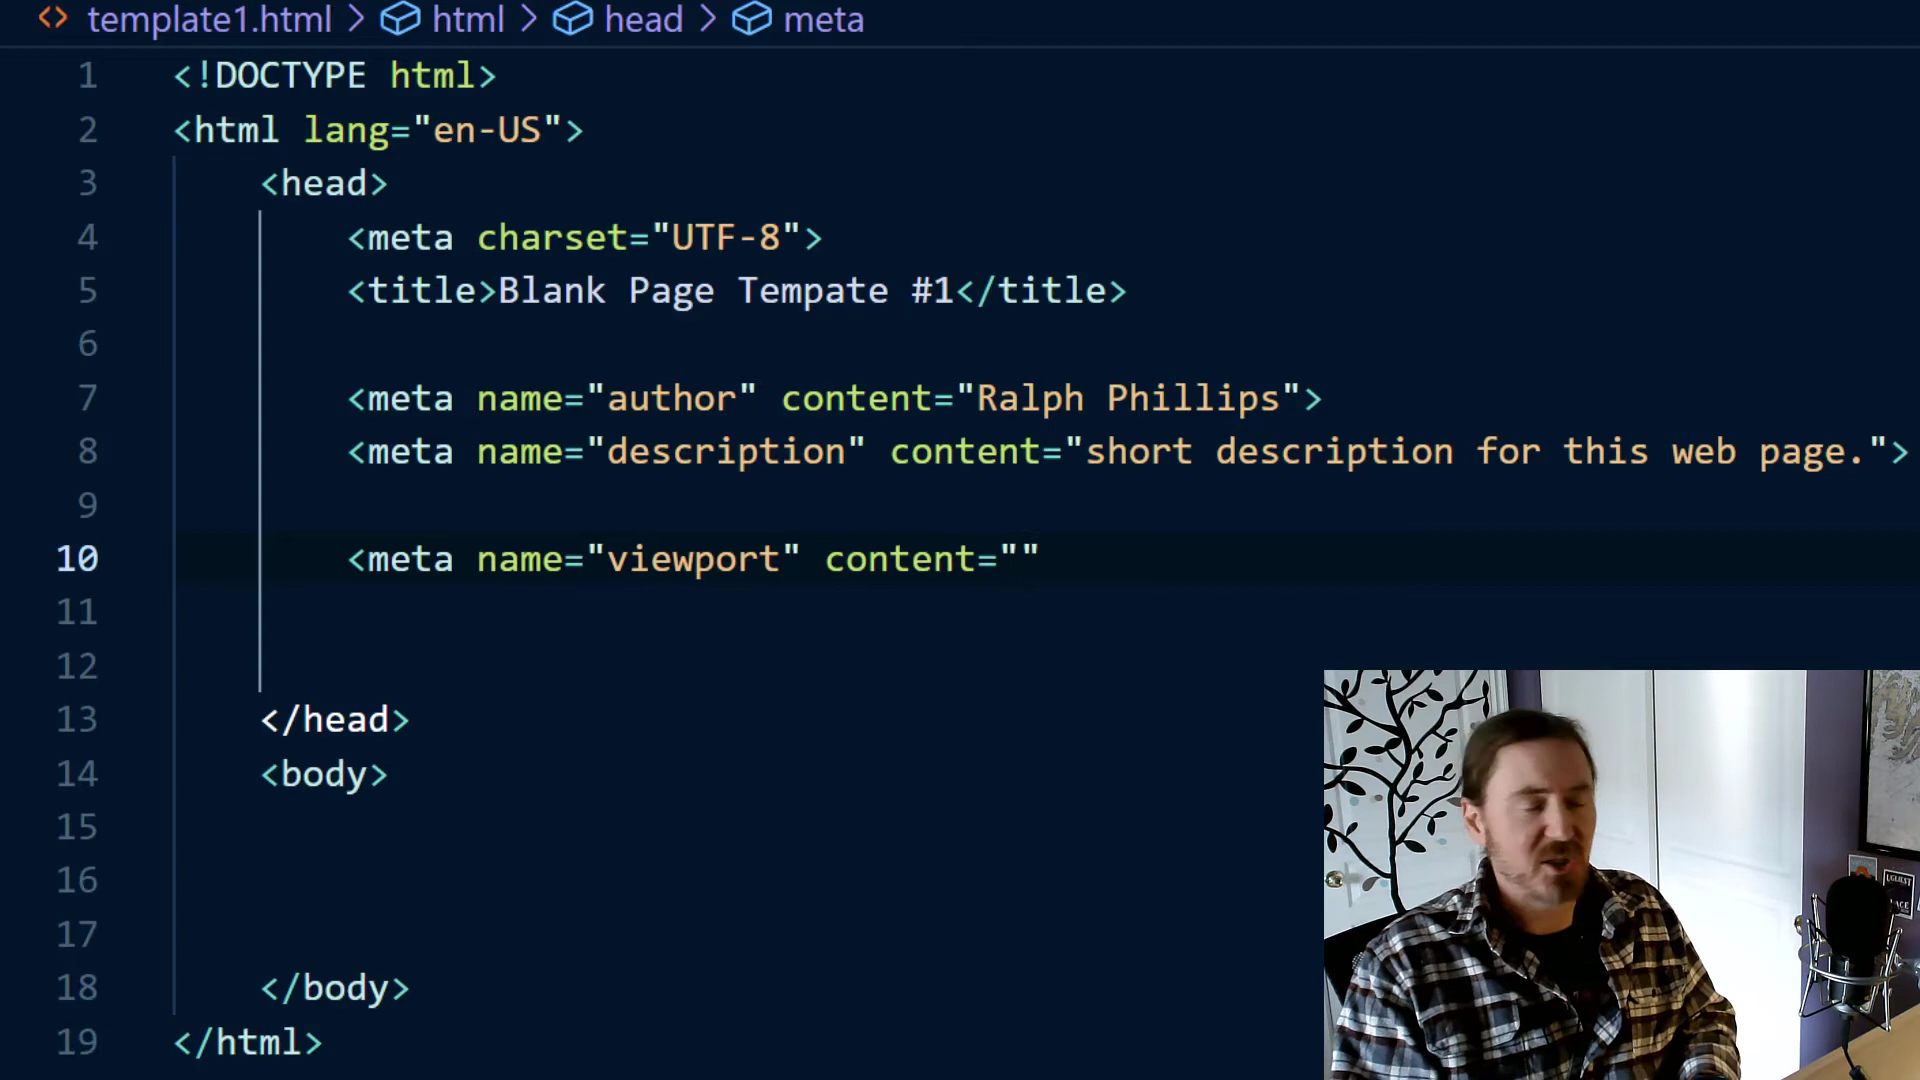 template1.html > html > head > meta
1 <!DOCTYPE html>
2 <html lang="en-US">
3 <head>
4 <meta charset="UTF-8">
5 <title>Blank Page Tempate #1</title>
6
7 <meta name="author" content="Ralph Phillips">
8 <meta name="description" content="short description for this web page.">
9
10 <meta name="viewport" content=""
11
12
13 </head>
14 <body>
15
16
17
18 </body>
19 </html>
UGLIEST